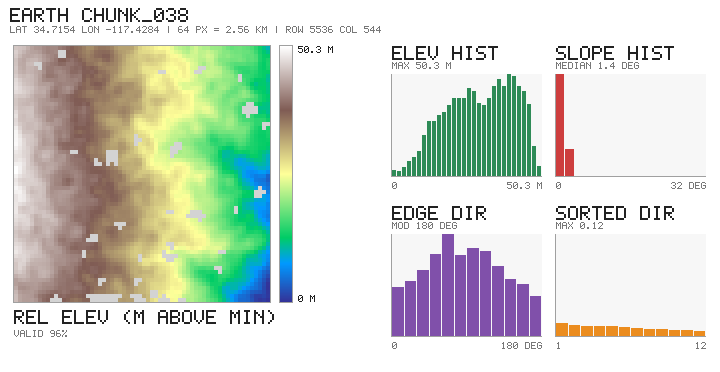 EARTH CHUNK_038
LAT 34.7154 LON -117.4284 | 64 PX = 2.56 KM | ROW 5536 COL 544
50.3 M
0 M
REL ELEV (M ABOVE MIN)
VALID 96%
ELEV HIST
MAX 50.3 M
0 50.3 M
SLOPE HIST
MEDIAN 1.4 DEG
0 32 DEG
EDGE DIR
MOD 180 DEG
0 180 DEG
SORTED DIR
MAX 0.12
1 12